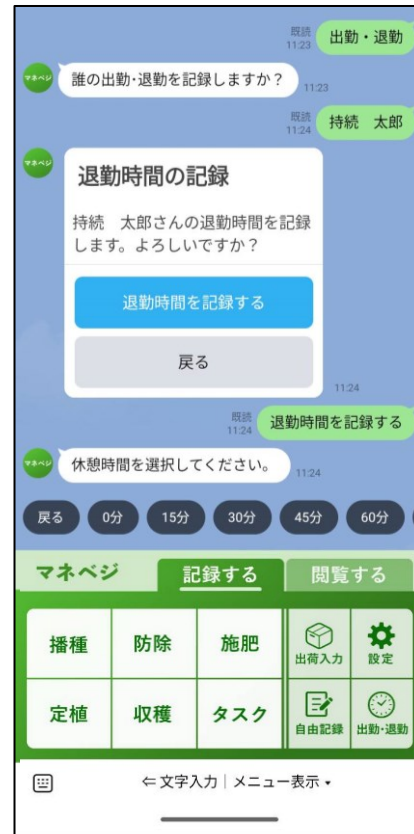 既読
11:23
出勤・退勤
マネベジ
誰の出勤・退勤を記録しますか？
11:23
既読
11:24
持続　太郎
マネベジ
退勤時間の記録
持続　太郎さんの退勤時間を記録
します。よろしいですか？
退勤時間を記録する
戻る
11:24
既読
11:24
退勤時間を記録する
マネベジ
休憩時間を選択してください。
11:24
戻る 0分 15分 30分 45分 60分
マネベジ 記録する 閲覧する
播種 防除 施肥 出荷入力 設定
定植 収穫 タスク 自由記録 出勤・退勤
⇐文字入力｜メニュー表示▾